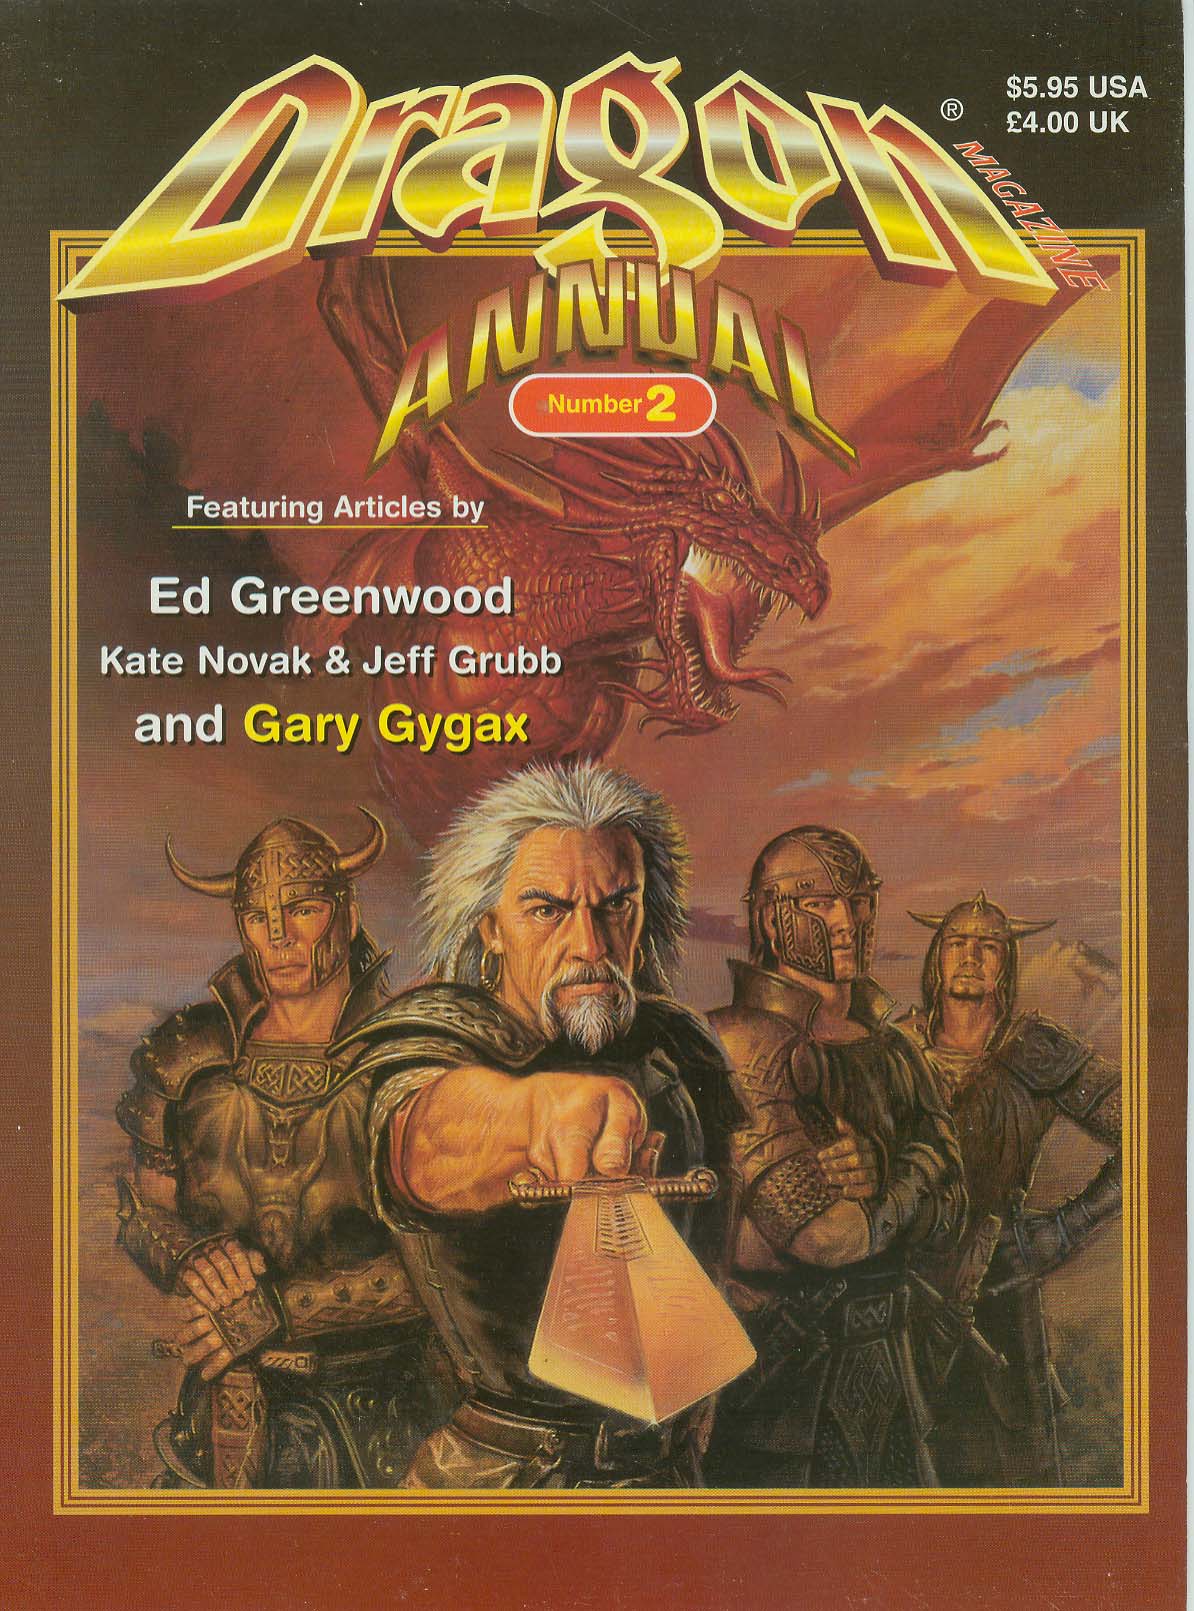 Dragon®
MAGAZINE
$5.95 USA
£4.00 UK
ANNUAL
Number 2
Featuring Articles by
Ed Greenwood
Kate Novak & Jeff Grubb
and Gary Gygax